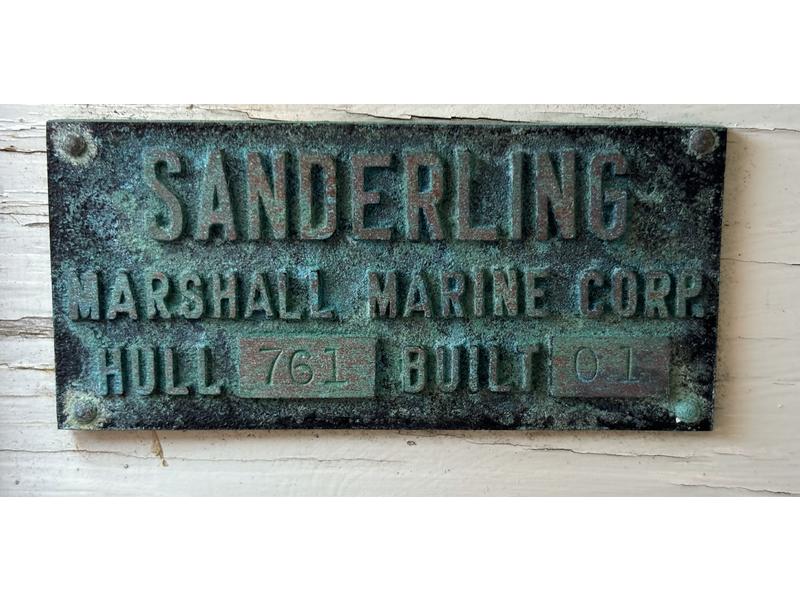 SANDERLING
MARSHALL MARINE CORP.
HULL 761 BUILT 01